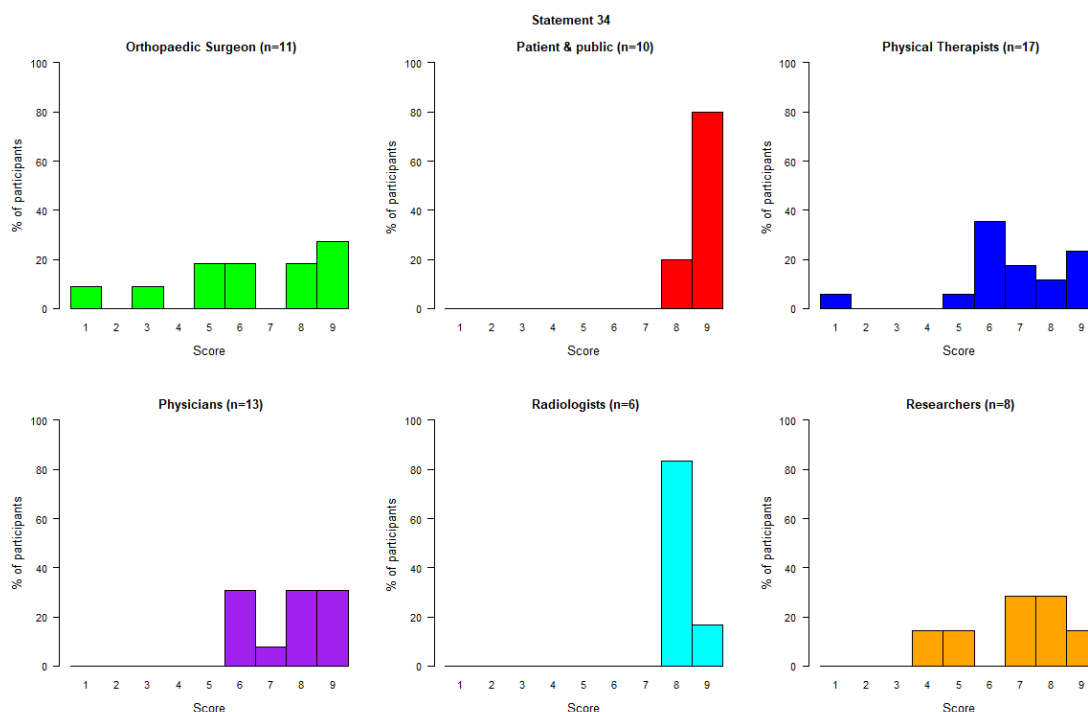 Statement 34
Orthopaedic Surgeon (n=11)
% of participants
100
80
60
40
20
0
1 2 3 4 5 6 7 8 9
Score
Patient & public (n=10)
% of participants
100
80
60
40
20
0
1 2 3 4 5 6 7 8 9
Score
Physical Therapists (n=17)
% of participants
100
80
60
40
20
0
1 2 3 4 5 6 7 8 9
Score
Physicians (n=13)
% of participants
100
80
60
40
20
0
1 2 3 4 5 6 7 8 9
Score
Radiologists (n=6)
% of participants
100
80
60
40
20
0
1 2 3 4 5 6 7 8 9
Score
Researchers (n=8)
% of participants
100
80
60
40
20
0
1 2 3 4 5 6 7 8 9
Score